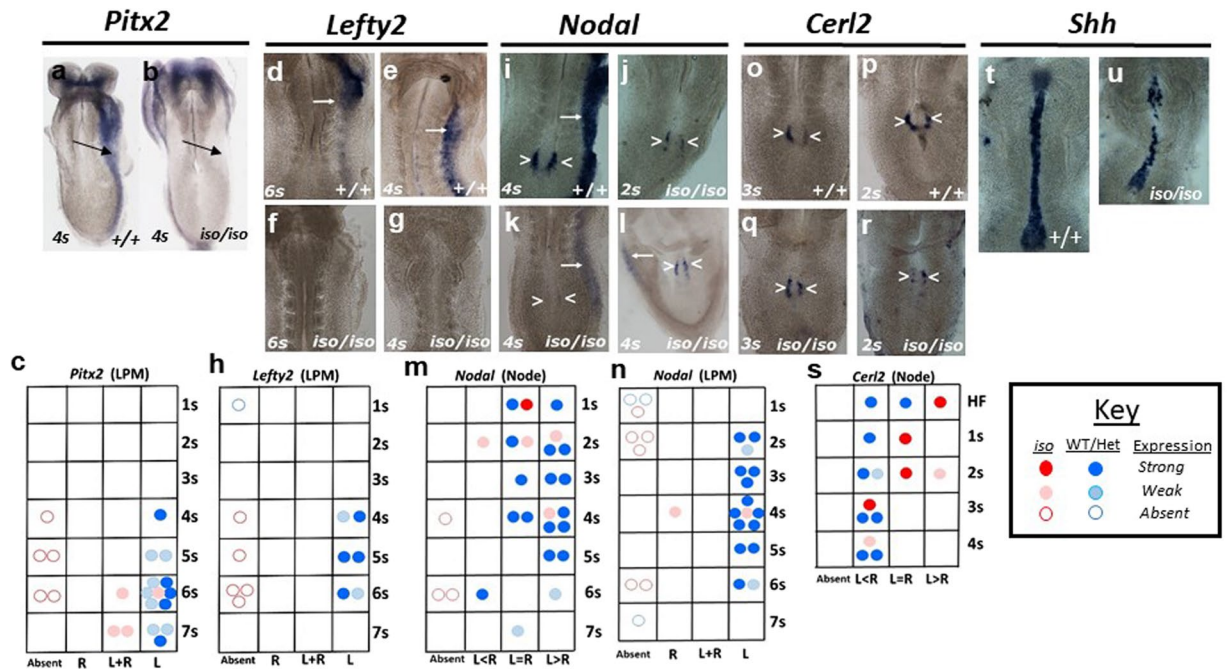 Pitx2 Lefty2 Nodal Cerl2 Shh
a b d e i j o p t u
4s +/+ 4s iso/iso 6s +/+ 4s +/+ 4s +/+ 2s iso/iso 3s +/+ 2s +/+ +/+ iso/iso
> < > < > < > <
f g k l q r
6s iso/iso 4s iso/iso 4s iso/iso 4s iso/iso 3s iso/iso 2s iso/iso
> < > < > < > <
c Pitx2 (LPM)
1s
2s
3s
4s
5s
6s
7s
Absent R L+R L
h Lefty2 (LPM)
1s
2s
3s
4s
5s
6s
7s
Absent R L+R L
m Nodal (Node)
1s
2s
3s
4s
5s
6s
7s
Absent L<R L=R L>R
n Nodal (LPM)
1s
2s
3s
4s
5s
6s
7s
Absent R L+R L
s Cerl2 (Node)
HF
1s
2s
3s
4s
Absent L<R L=R L>R
Key
iso WT/Het Expression
Strong
Weak
Absent